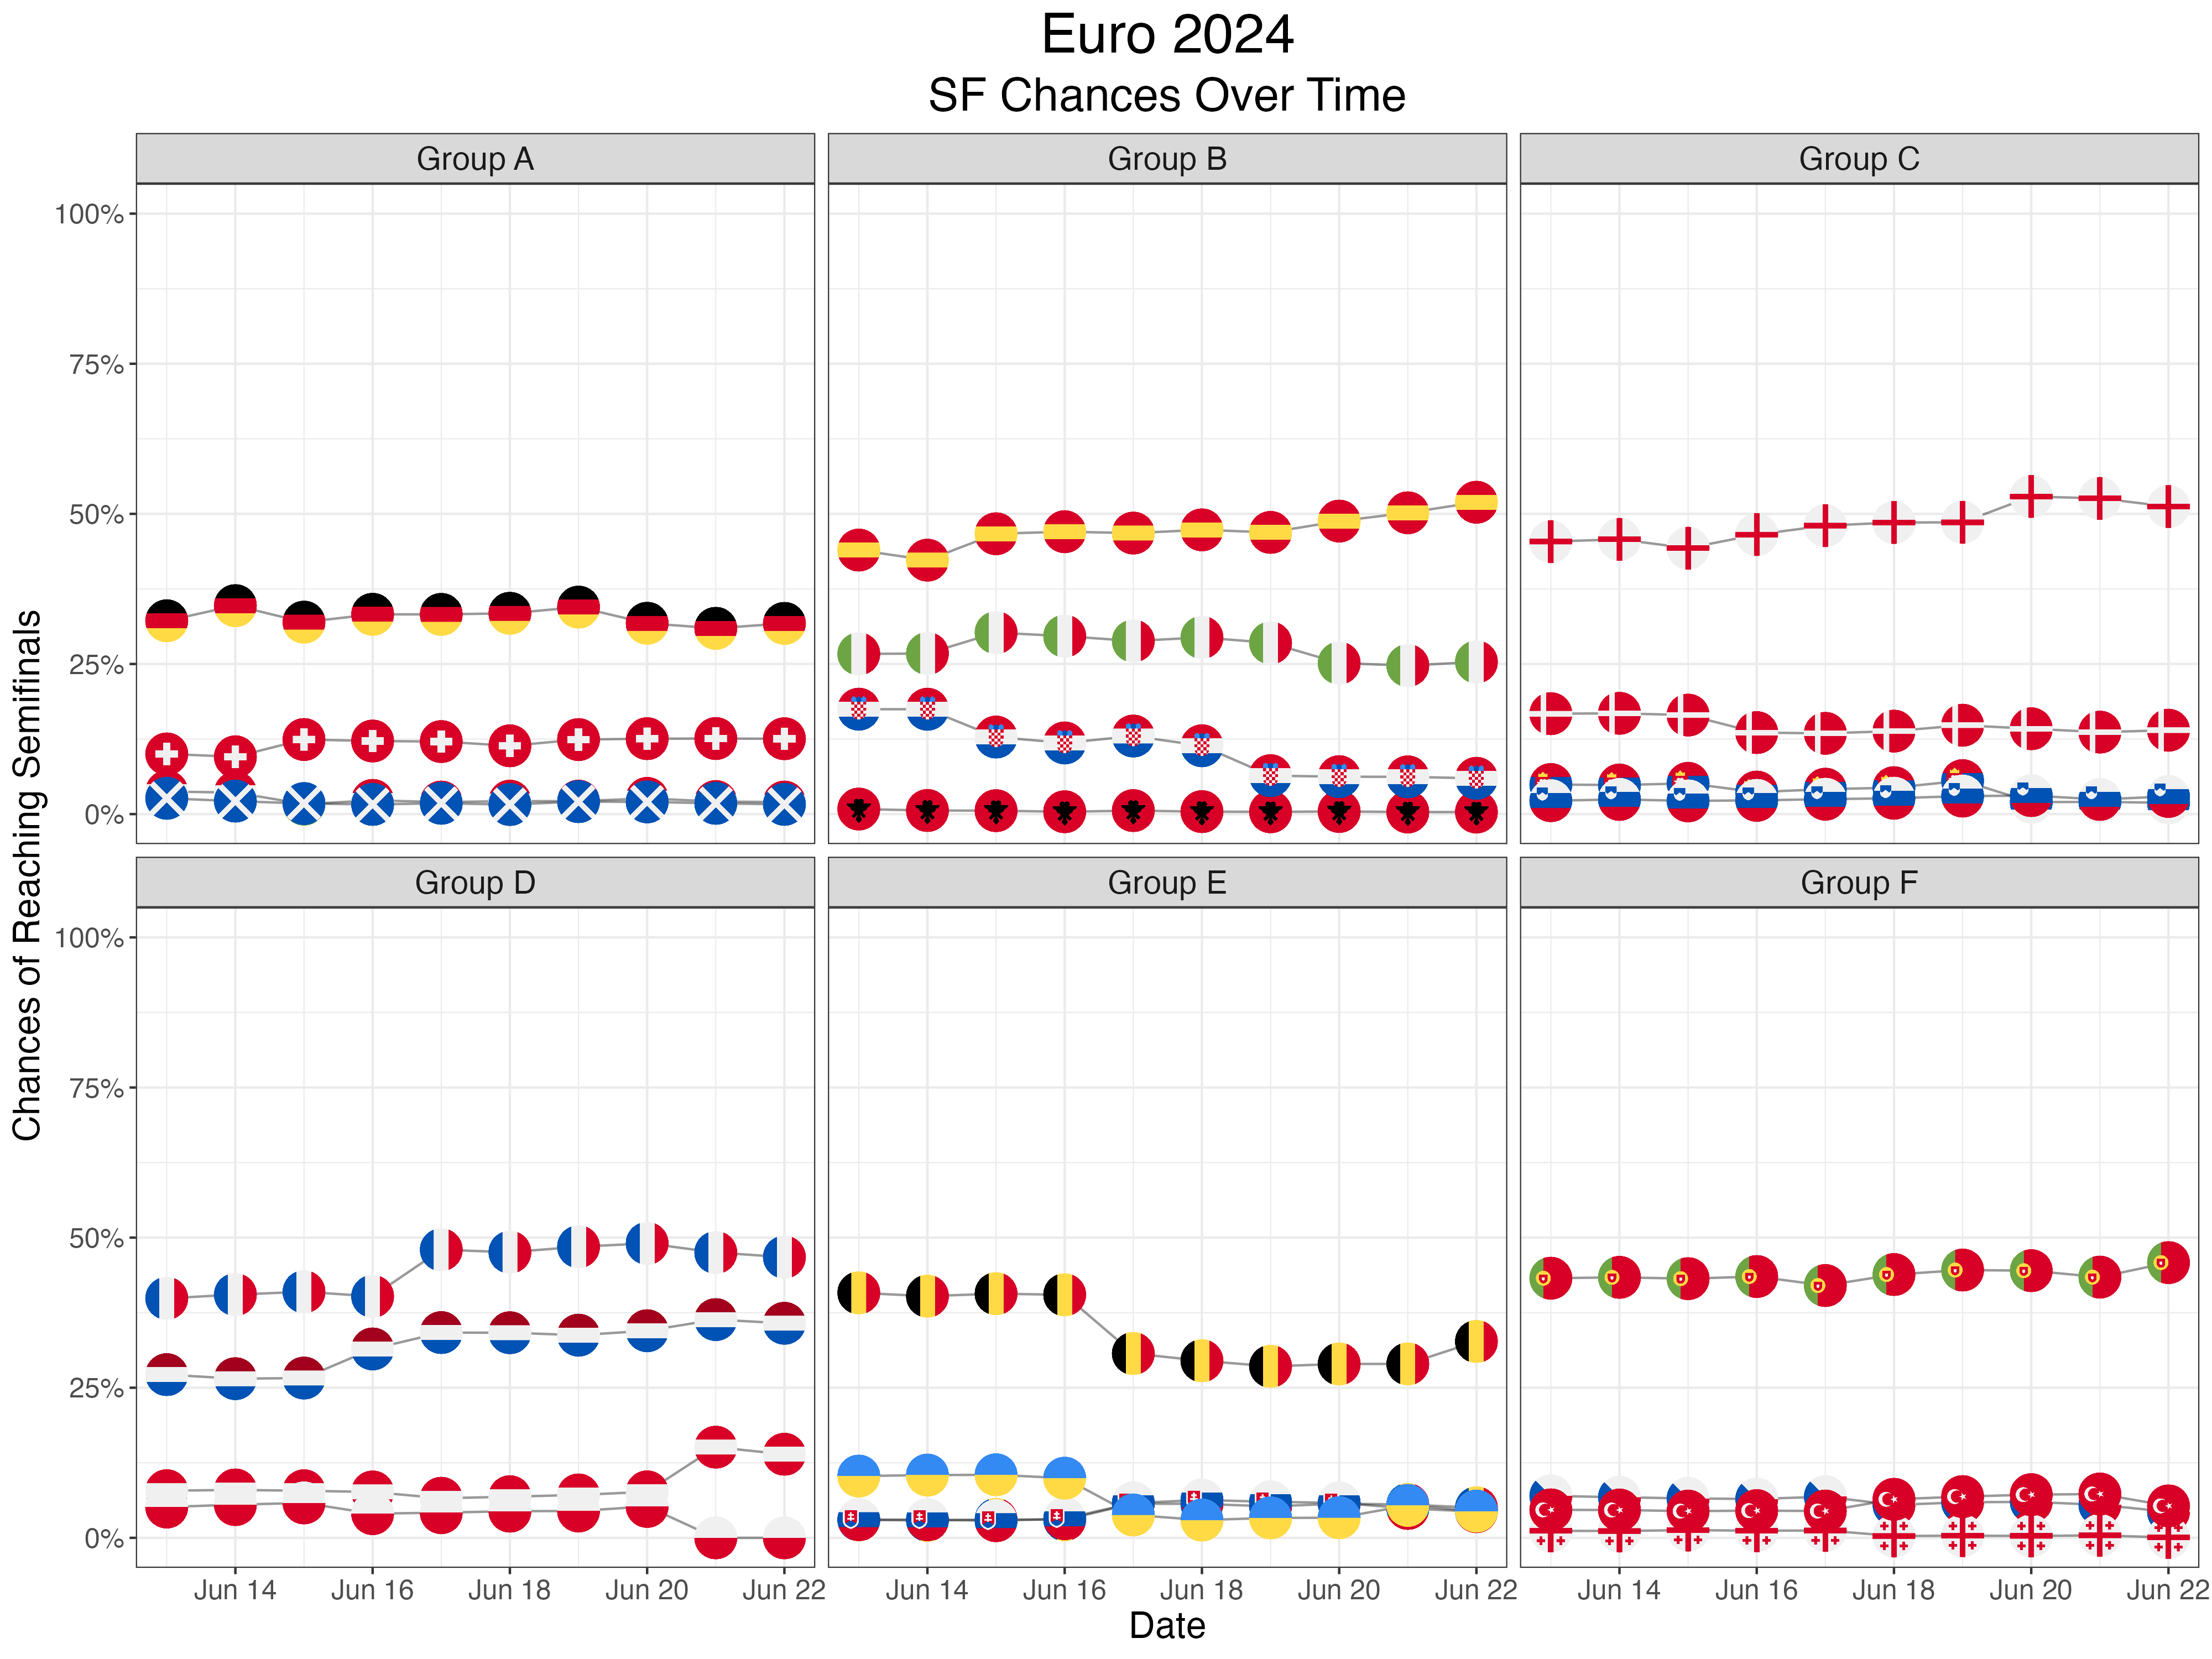 Euro 2024
SF Chances Over Time
Group A
Group B
Group C
100%
75%
50%
25%
0%
Group D
Group E
Group F
100%
75%
50%
25%
0%
Chances of Reaching Semifinals
Jun 14 Jun 16 Jun 18 Jun 20 Jun 22
Jun 14 Jun 16 Jun 18 Jun 20 Jun 22
Jun 14 Jun 16 Jun 18 Jun 20 Jun 22
Date